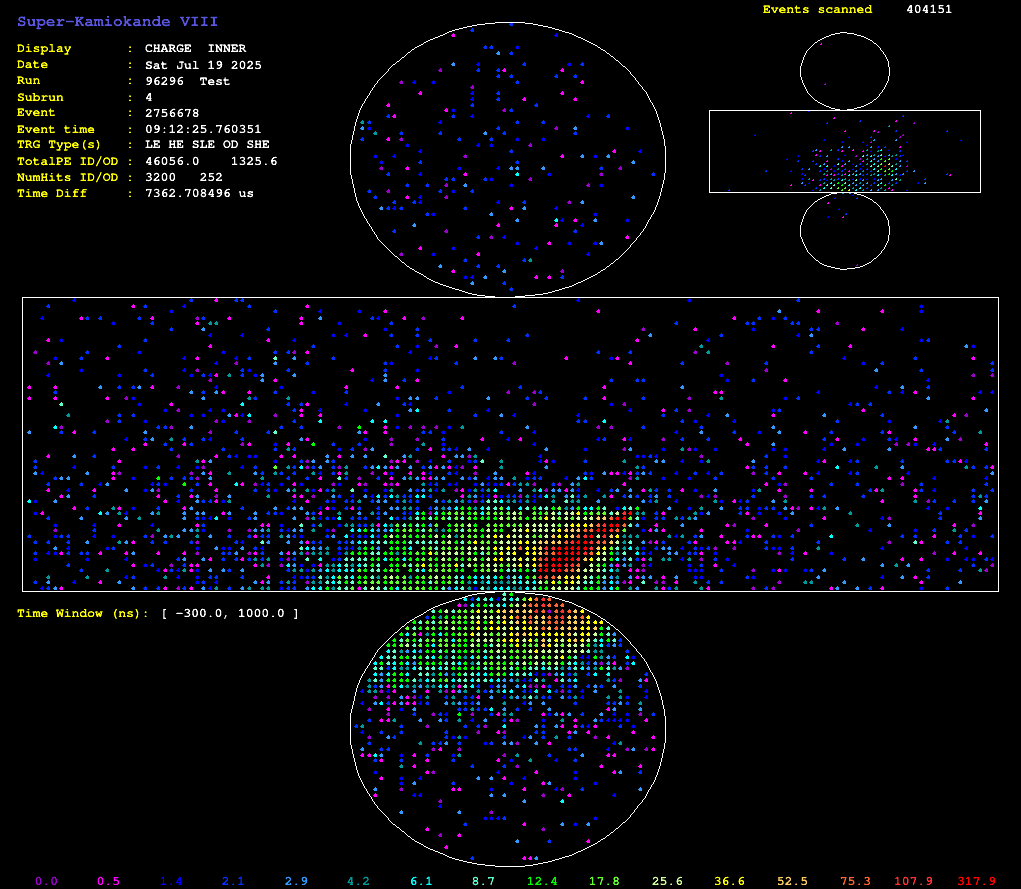 Super-Kamiokande VIII
Events scanned 404151
Display : CHARGE INNER
Date : Sat Jul 19 2025
Run : 96296 Test
Subrun : 4
Event : 2756678
Event time : 09:12:25.760351
TRG Type(s) : LE HE SLE OD SHE
TotalPE ID/OD : 46056.0 1325.6
NumHits ID/OD : 3200 252
Time Diff : 7362.708496 us
Time Window (ns): [ -300.0, 1000.0 ]
0.0 0.5 1.4 2.1 2.9 4.2 6.1 8.7 12.4 17.8 25.6 36.6 52.5 75.3 107.9 317.9